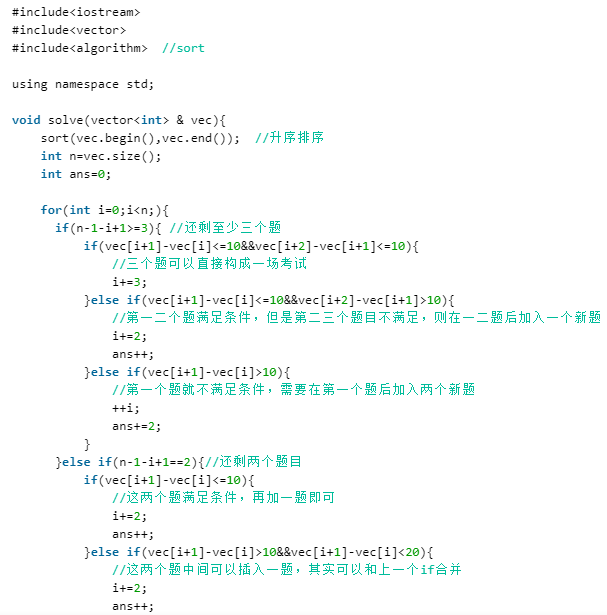 #include<iostream>
#include<vector>
#include<algorithm>  //sort
using namespace std;
void solve(vector<int> & vec){
    sort(vec.begin(),vec.end());  //升序排序
    int n=vec.size();
    int ans=0;
    for(int i=0;i<n;){
      if(n-1-i+1>=3){ //还剩至少三个题
          if(vec[i+1]-vec[i]<=10&&vec[i+2]-vec[i+1]<=10){
              //三个题可以直接构成一场考试
              i+=3;
          }else if(vec[i+1]-vec[i]<=10&&vec[i+2]-vec[i+1]>10){
              //第一二个题满足条件，但是第二三个题目不满足，则在一二题后加入一个新题
              i+=2;
              ans++;
          }else if(vec[i+1]-vec[i]>10){
              //第一个题就不满足条件，需要在第一个题后加入两个新题
              ++i;
              ans+=2;
          }
      }else if(n-1-i+1==2){//还剩两个题目
          if(vec[i+1]-vec[i]<=10){
              //这两个题满足条件，再加一题即可
              i+=2;
              ans++;
          }else if(vec[i+1]-vec[i]>10&&vec[i+1]-vec[i]<20){
              //这两个题中间可以插入一题，其实可以和上一个if合并
              i+=2;
              ans++;